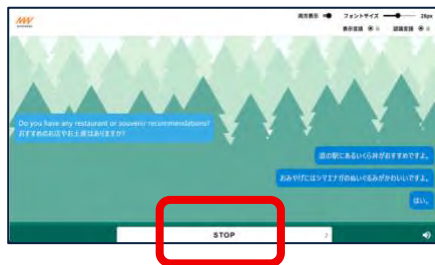 両方表示 フォントサイズ 26px
表示言語 認識言語
Do you have any restaurant or souvenir recommendations?
おすすめのお店やお土産はありますか?
道の駅にあるいくら丼がおすすめですよ。
おみやげにはシマエナガのぬいぐるみがかわいいですよ。
はい。
STOP